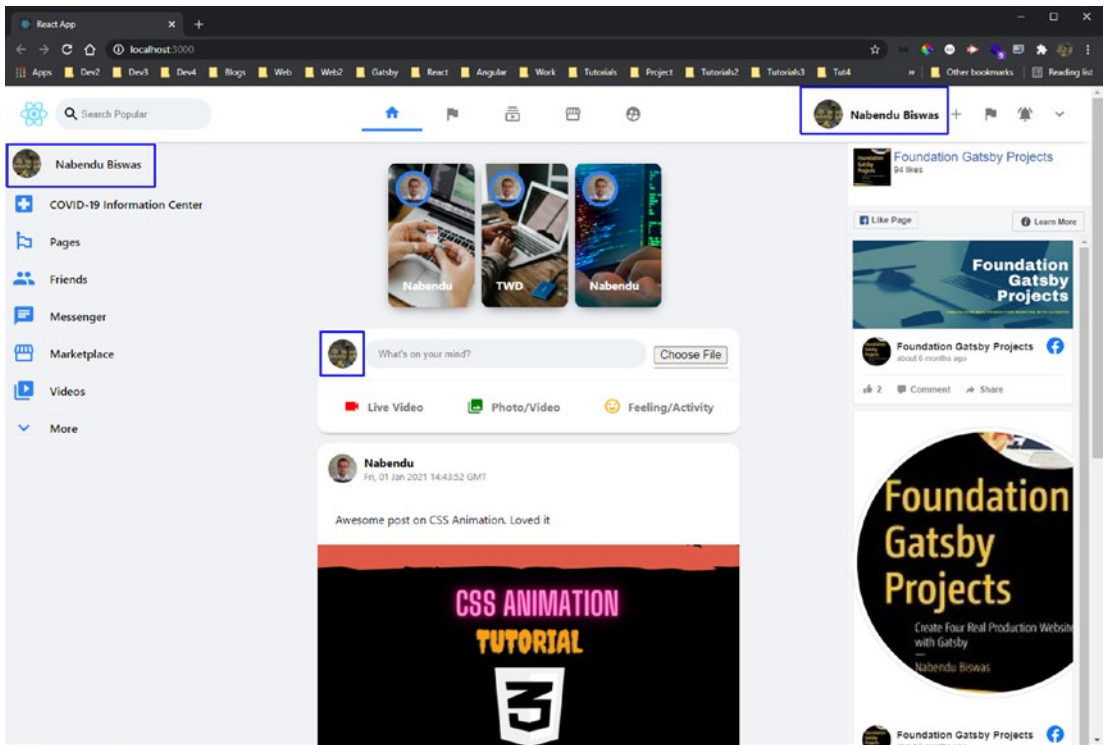 React App
localhost:3000
Apps Dev2 Dev3 Dev4 Blogs Web Web2 Gatsby React Angular Work Tutorials Project Tutorials2 Tutorials3 Tut4 » Other bookmarks Reading list
Search Popular
Nabendu Biswas
Nabendu Biswas
COVID-19 Information Center
Pages
Friends
Messenger
Marketplace
Videos
More
Nabendu TWD Nabendu
What's on your mind? Choose File
Live Video Photo/Video Feeling/Activity
Nabendu
Fri, 01 Jan 2021 14:43:52 GMT
Awesome post on CSS Animation. Loved it
CSS ANIMATION
TUTORIAL
3
Foundation Gatsby Projects
94 likes
Like Page Learn More
Foundation
Gatsby
Projects
Foundation Gatsby Projects
about 6 months ago
2 Comment Share
Foundation
Gatsby
Projects
Create Four Real Production Website
with Gatsby
Nabendu Biswas
Foundation Gatsby Projects